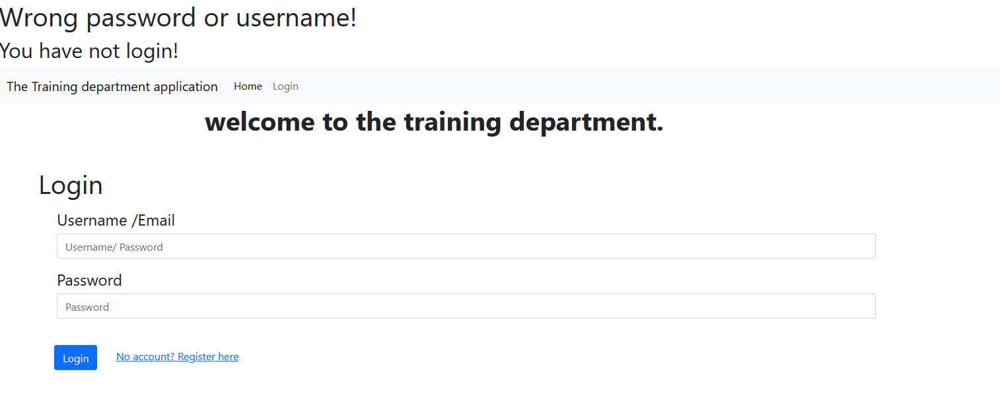 Wrong password or username!
You have not login!
The Training department application Home Login
welcome to the training department.
Login
Username /Email
Username/ Password
Password
Password
Login No account? Register here